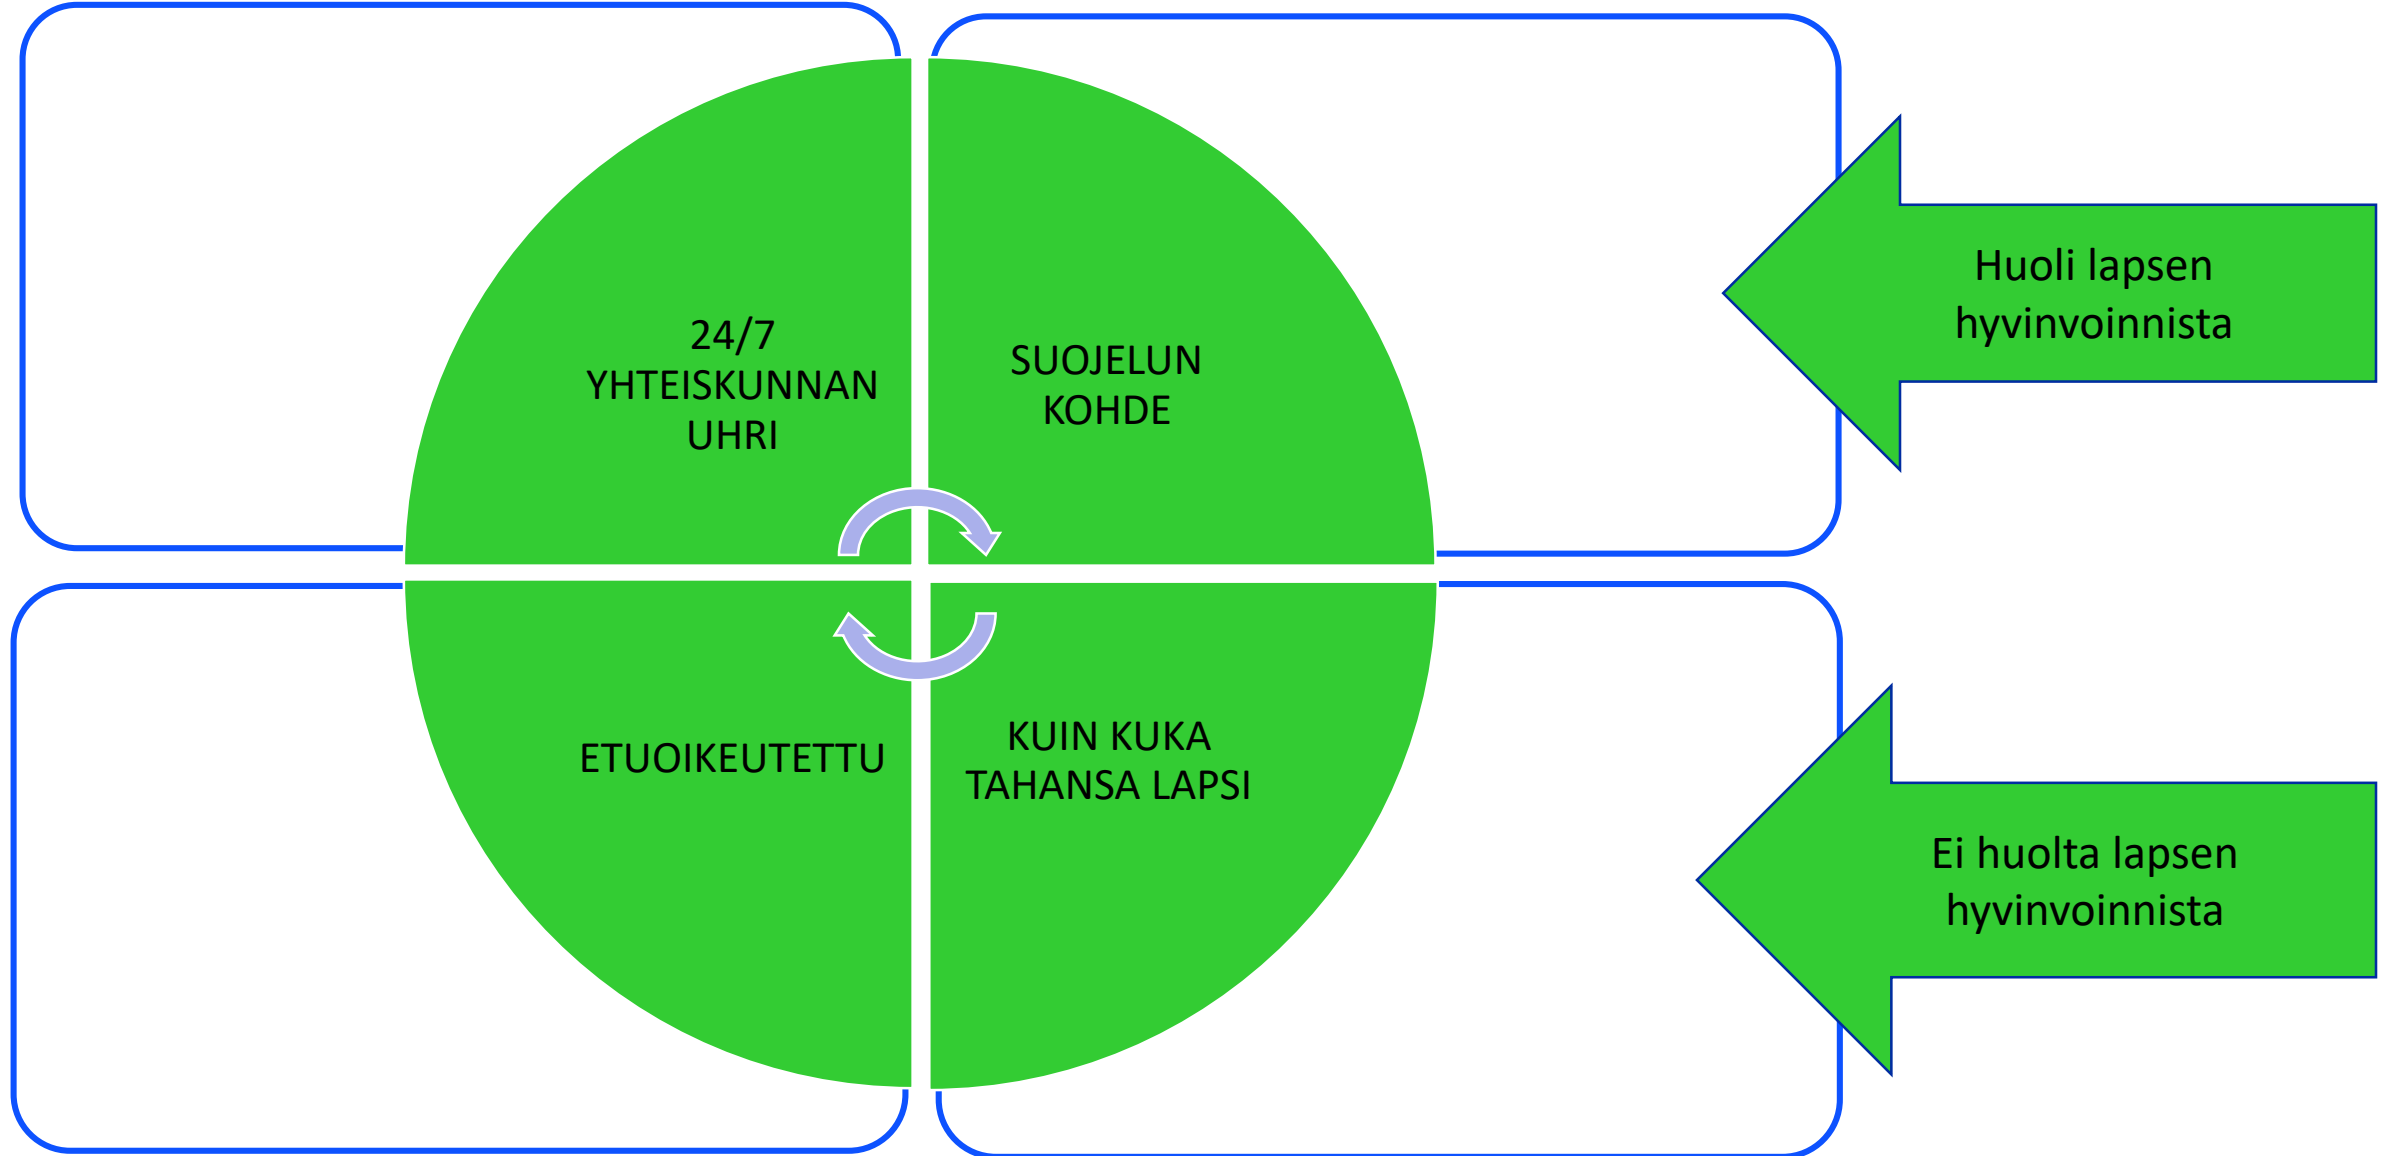 24/7
YHTEISKUNNAN
UHRI
SUOJELUN
KOHDE
Huoli lapsen
hyvinvoinnista
ETUOIKEUTETTU
KUIN KUKA
TAHANSA LAPSI
Ei huolta lapsen
hyvinvoinnista